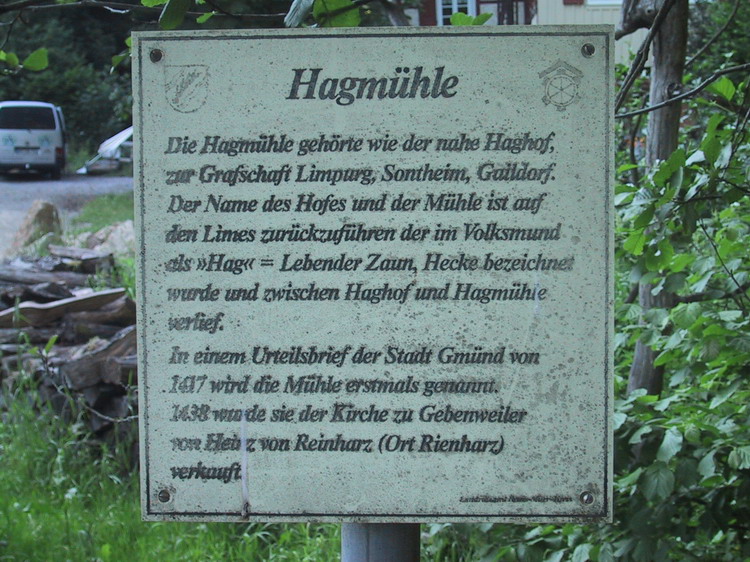 Hagmühle
Die Hagmühle gehörte wie der nahe Haghof,
zur Grafschaft Limpurg, Sontheim, Gaildorf.
Der Name des Hofes und der Mühle ist auf
den Limes zurückzuführen der im Volksmund
als »Hag« = Lebender Zaun, Hecke bezeichnet
wurde und zwischen Haghof und Hagmühle
verlief.
In einem Urteilsbrief der Stadt Gmünd von
1417 wird die Mühle erstmals genannt.
1438 wurde sie der Kirche zu Gebenweiler
von Heinz von Reinharz (Ort Rienharz)
verkauft